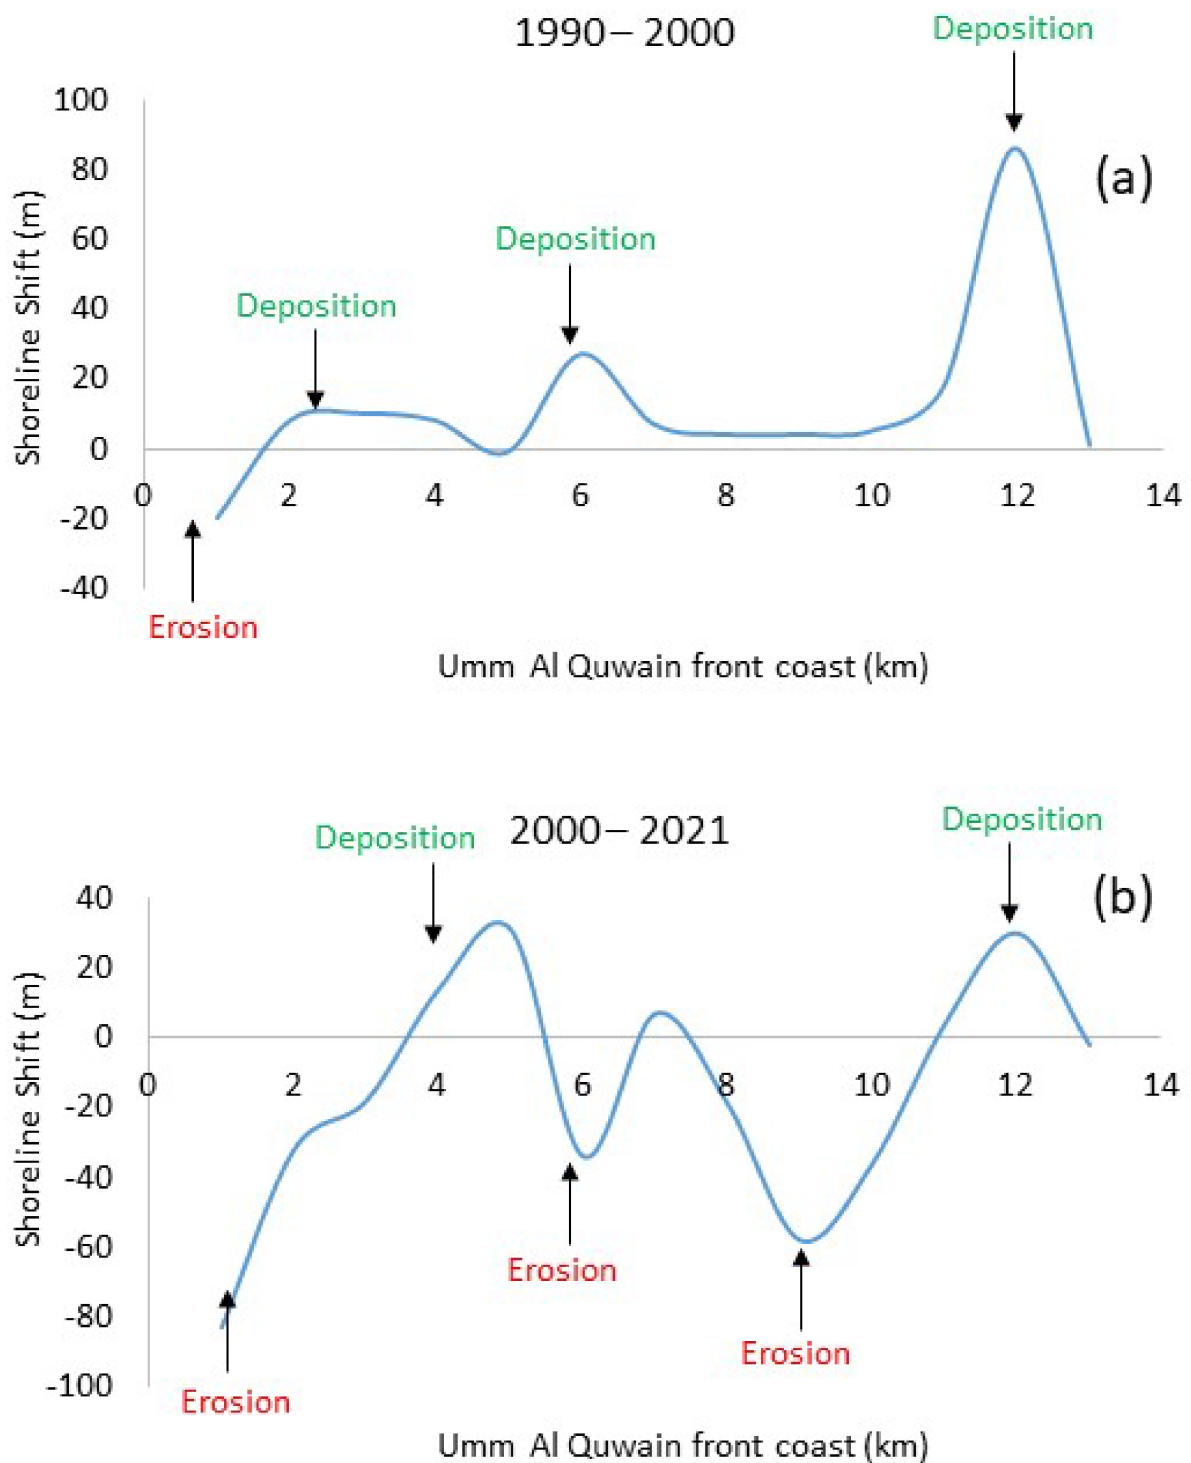 1990 – 2000
Deposition
(a)
Deposition
Deposition
Shoreline Shift (m)
100
80
60
40
20
0
-20
-40
0 2 4 6 8 10 12 14
Erosion
Umm Al Quwain front coast (km)
Deposition
2000 – 2021
Deposition
(b)
Shoreline Shift (m)
40
20
0
-20
-40
-60
-80
-100
0 2 4 6 8 10 12 14
Erosion
Erosion
Erosion
Umm Al Quwain front coast (km)